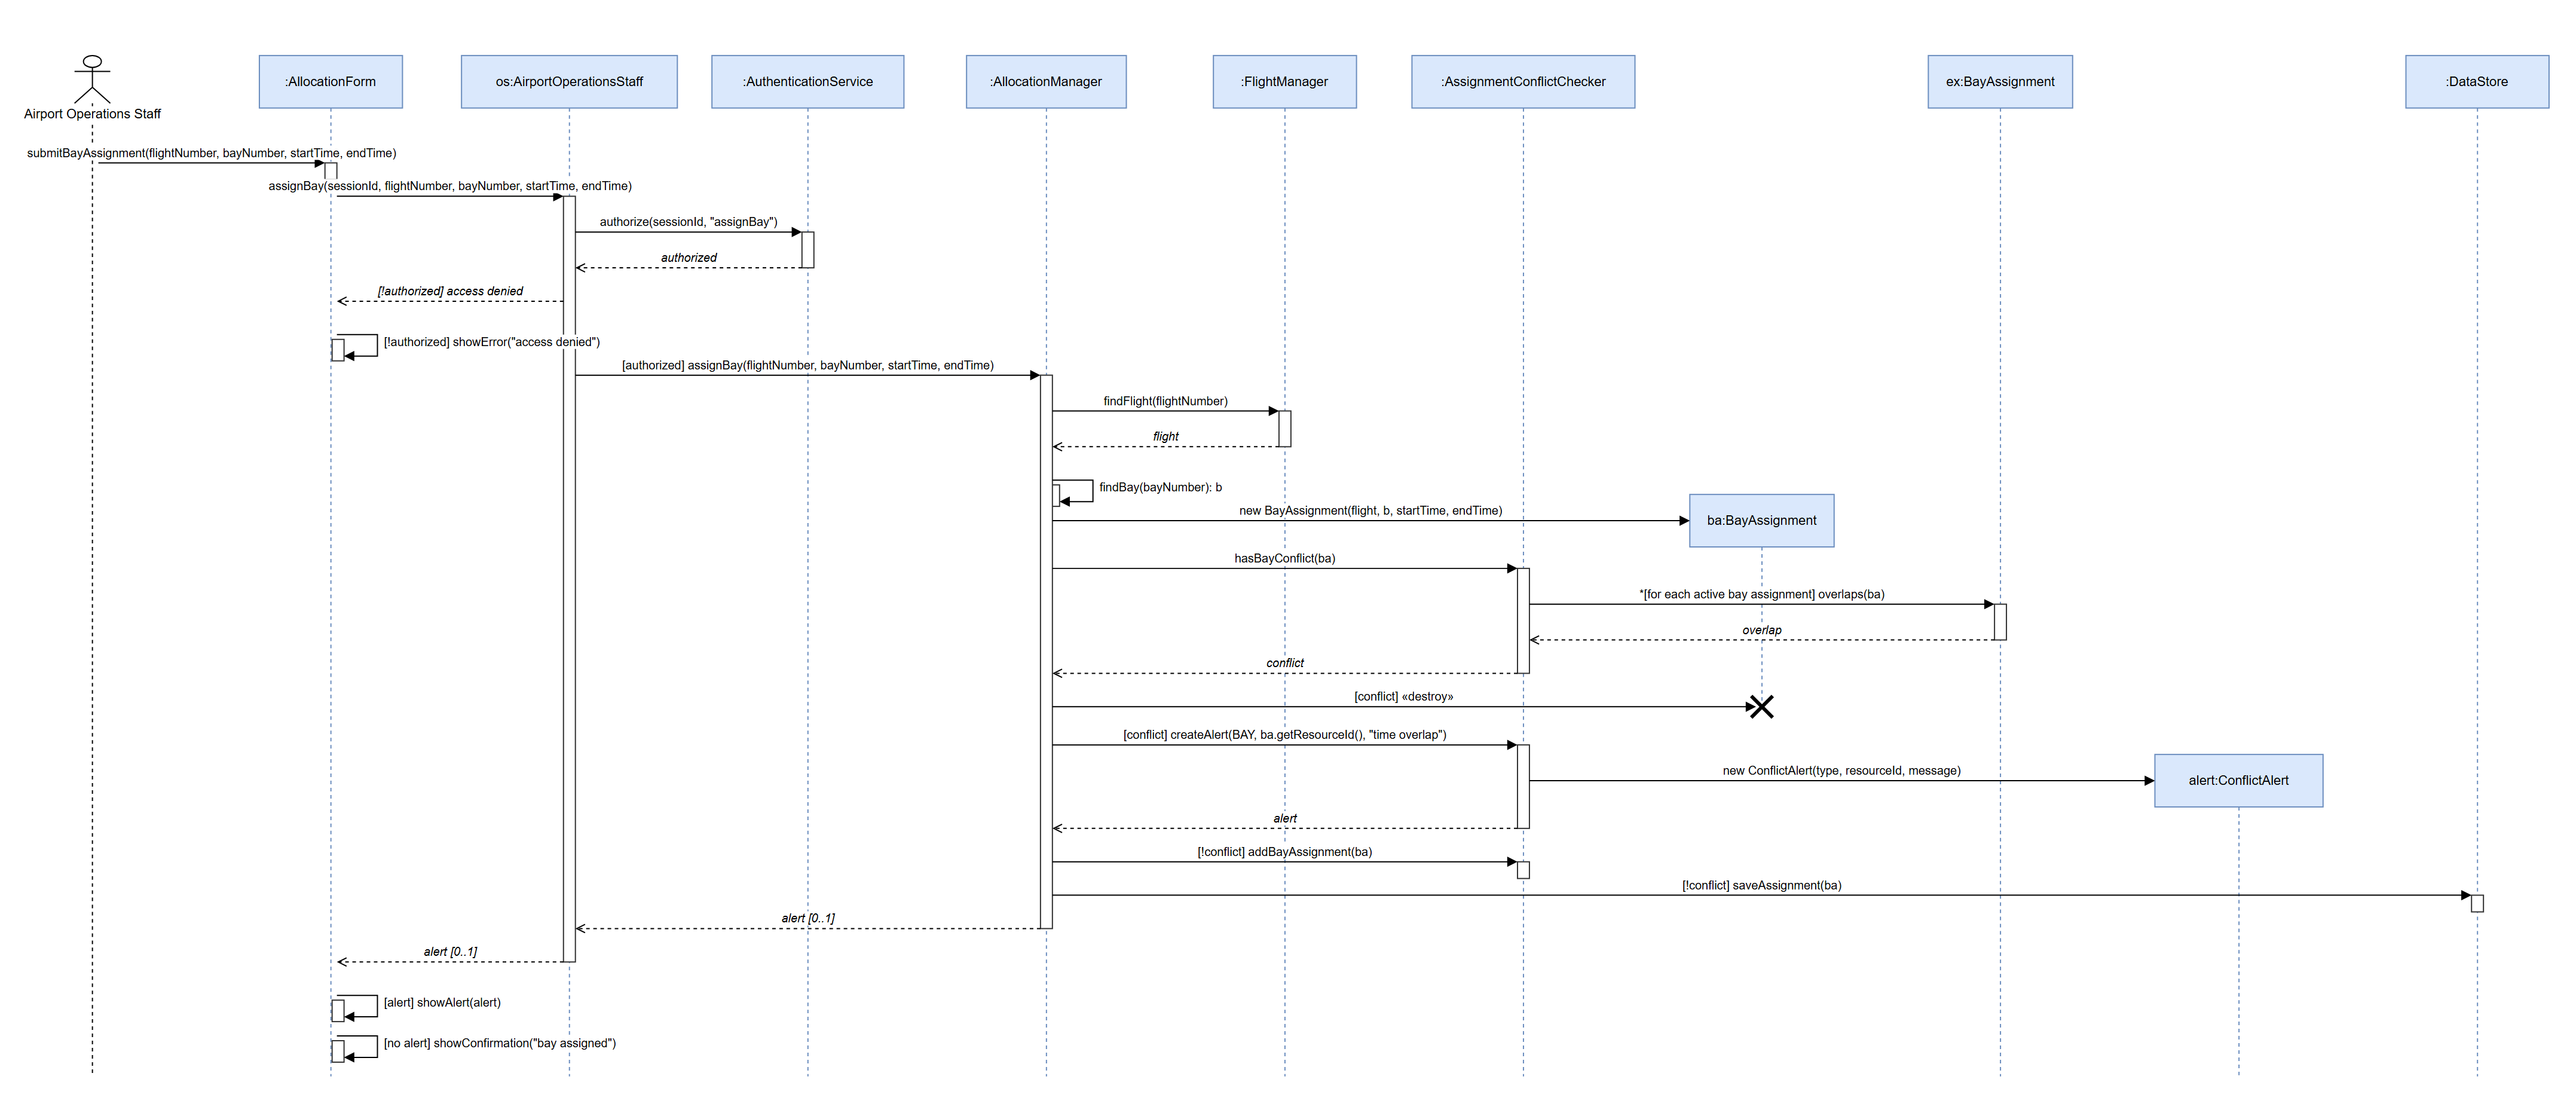 :AllocationForm
os:AirportOperationsStaff
:AuthenticationService
:AllocationManager
:FlightManager
:AssignmentConflictChecker
ex:BayAssignment
:DataStore
Airport Operations Staff
submitBayAssignment(flightNumber, bayNumber, startTime, endTime)
assignBay(sessionId, flightNumber, bayNumber, startTime, endTime)
authorize(sessionId, "assignBay")
authorized
[!authorized] access denied
[!authorized] showError("access denied")
[authorized] assignBay(flightNumber, bayNumber, startTime, endTime)
findFlight(flightNumber)
flight
findBay(bayNumber): b
new BayAssignment(flight, b, startTime, endTime)
ba:BayAssignment
hasBayConflict(ba)
*[for each active bay assignment] overlaps(ba)
overlap
conflict
[conflict] «destroy»
[conflict] createAlert(BAY, ba.getResourceId(), "time overlap")
new ConflictAlert(type, resourceId, message)
alert:ConflictAlert
alert
[!conflict] addBayAssignment(ba)
[!conflict] saveAssignment(ba)
alert [0..1]
alert [0..1]
[alert] showAlert(alert)
[no alert] showConfirmation("bay assigned")